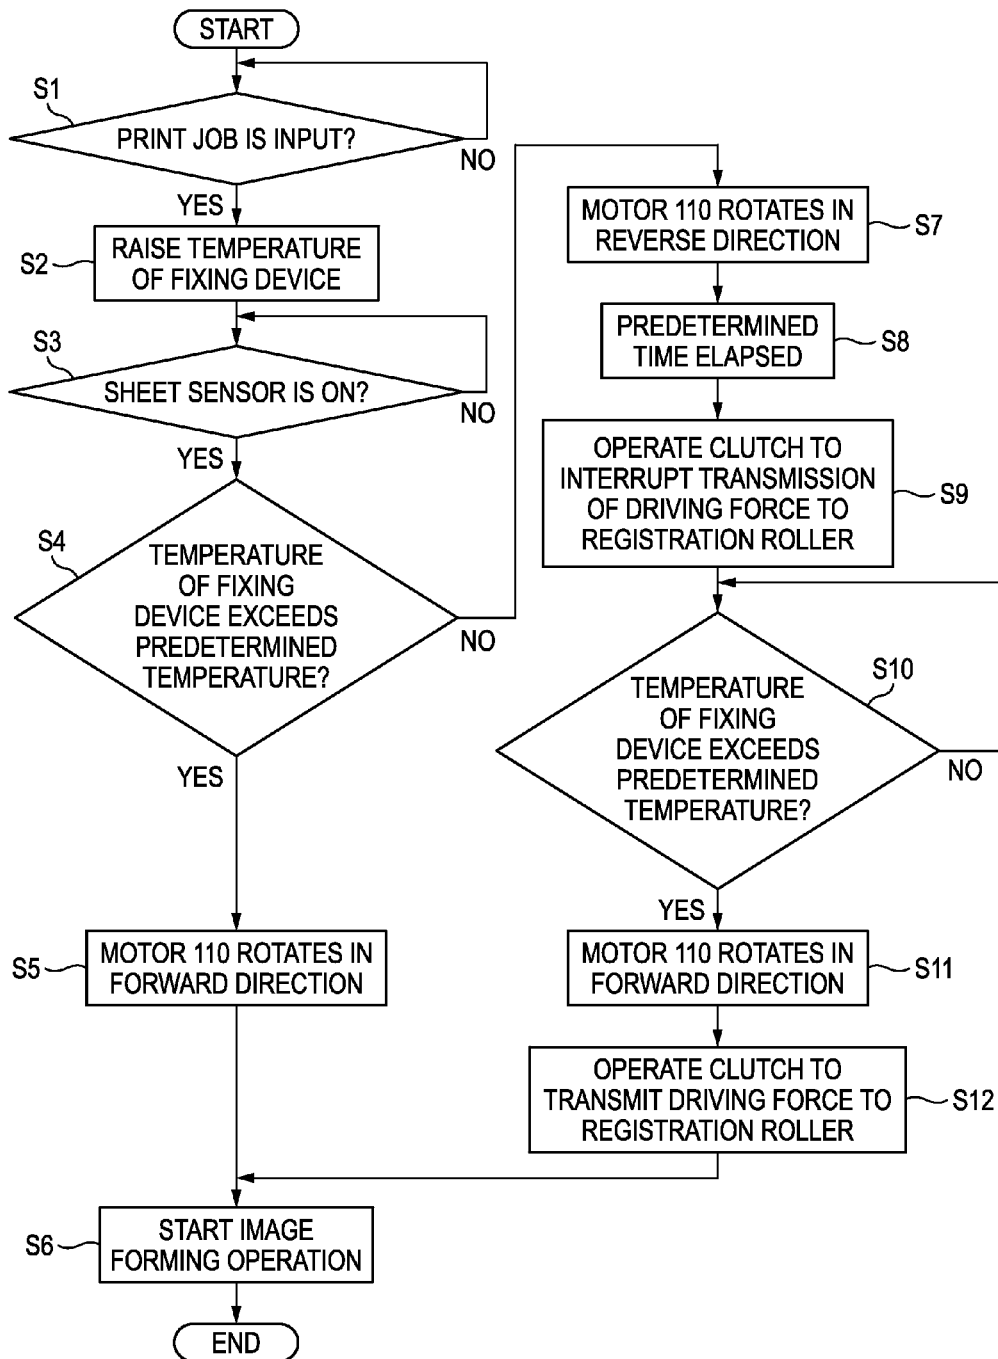 START
S1
PRINT JOB IS INPUT?
NO
YES
S2
RAISE TEMPERATURE
OF FIXING DEVICE
S3
SHEET SENSOR IS ON?
NO
YES
S4
TEMPERATURE
OF FIXING
DEVICE EXCEEDS
PREDETERMINED
TEMPERATURE?
NO
YES
S5
MOTOR 110 ROTATES IN
FORWARD DIRECTION
S6
START IMAGE
FORMING OPERATION
END
MOTOR 110 ROTATES IN
REVERSE DIRECTION
S7
PREDETERMINED
TIME ELAPSED
S8
OPERATE CLUTCH TO
INTERRUPT TRANSMISSION
OF DRIVING FORCE TO
REGISTRATION ROLLER
S9
S10
TEMPERATURE
OF FIXING
DEVICE EXCEEDS
PREDETERMINED
TEMPERATURE?
NO
YES
MOTOR 110 ROTATES IN
FORWARD DIRECTION
S11
OPERATE CLUTCH TO
TRANSMIT DRIVING FORCE TO
REGISTRATION ROLLER
S12